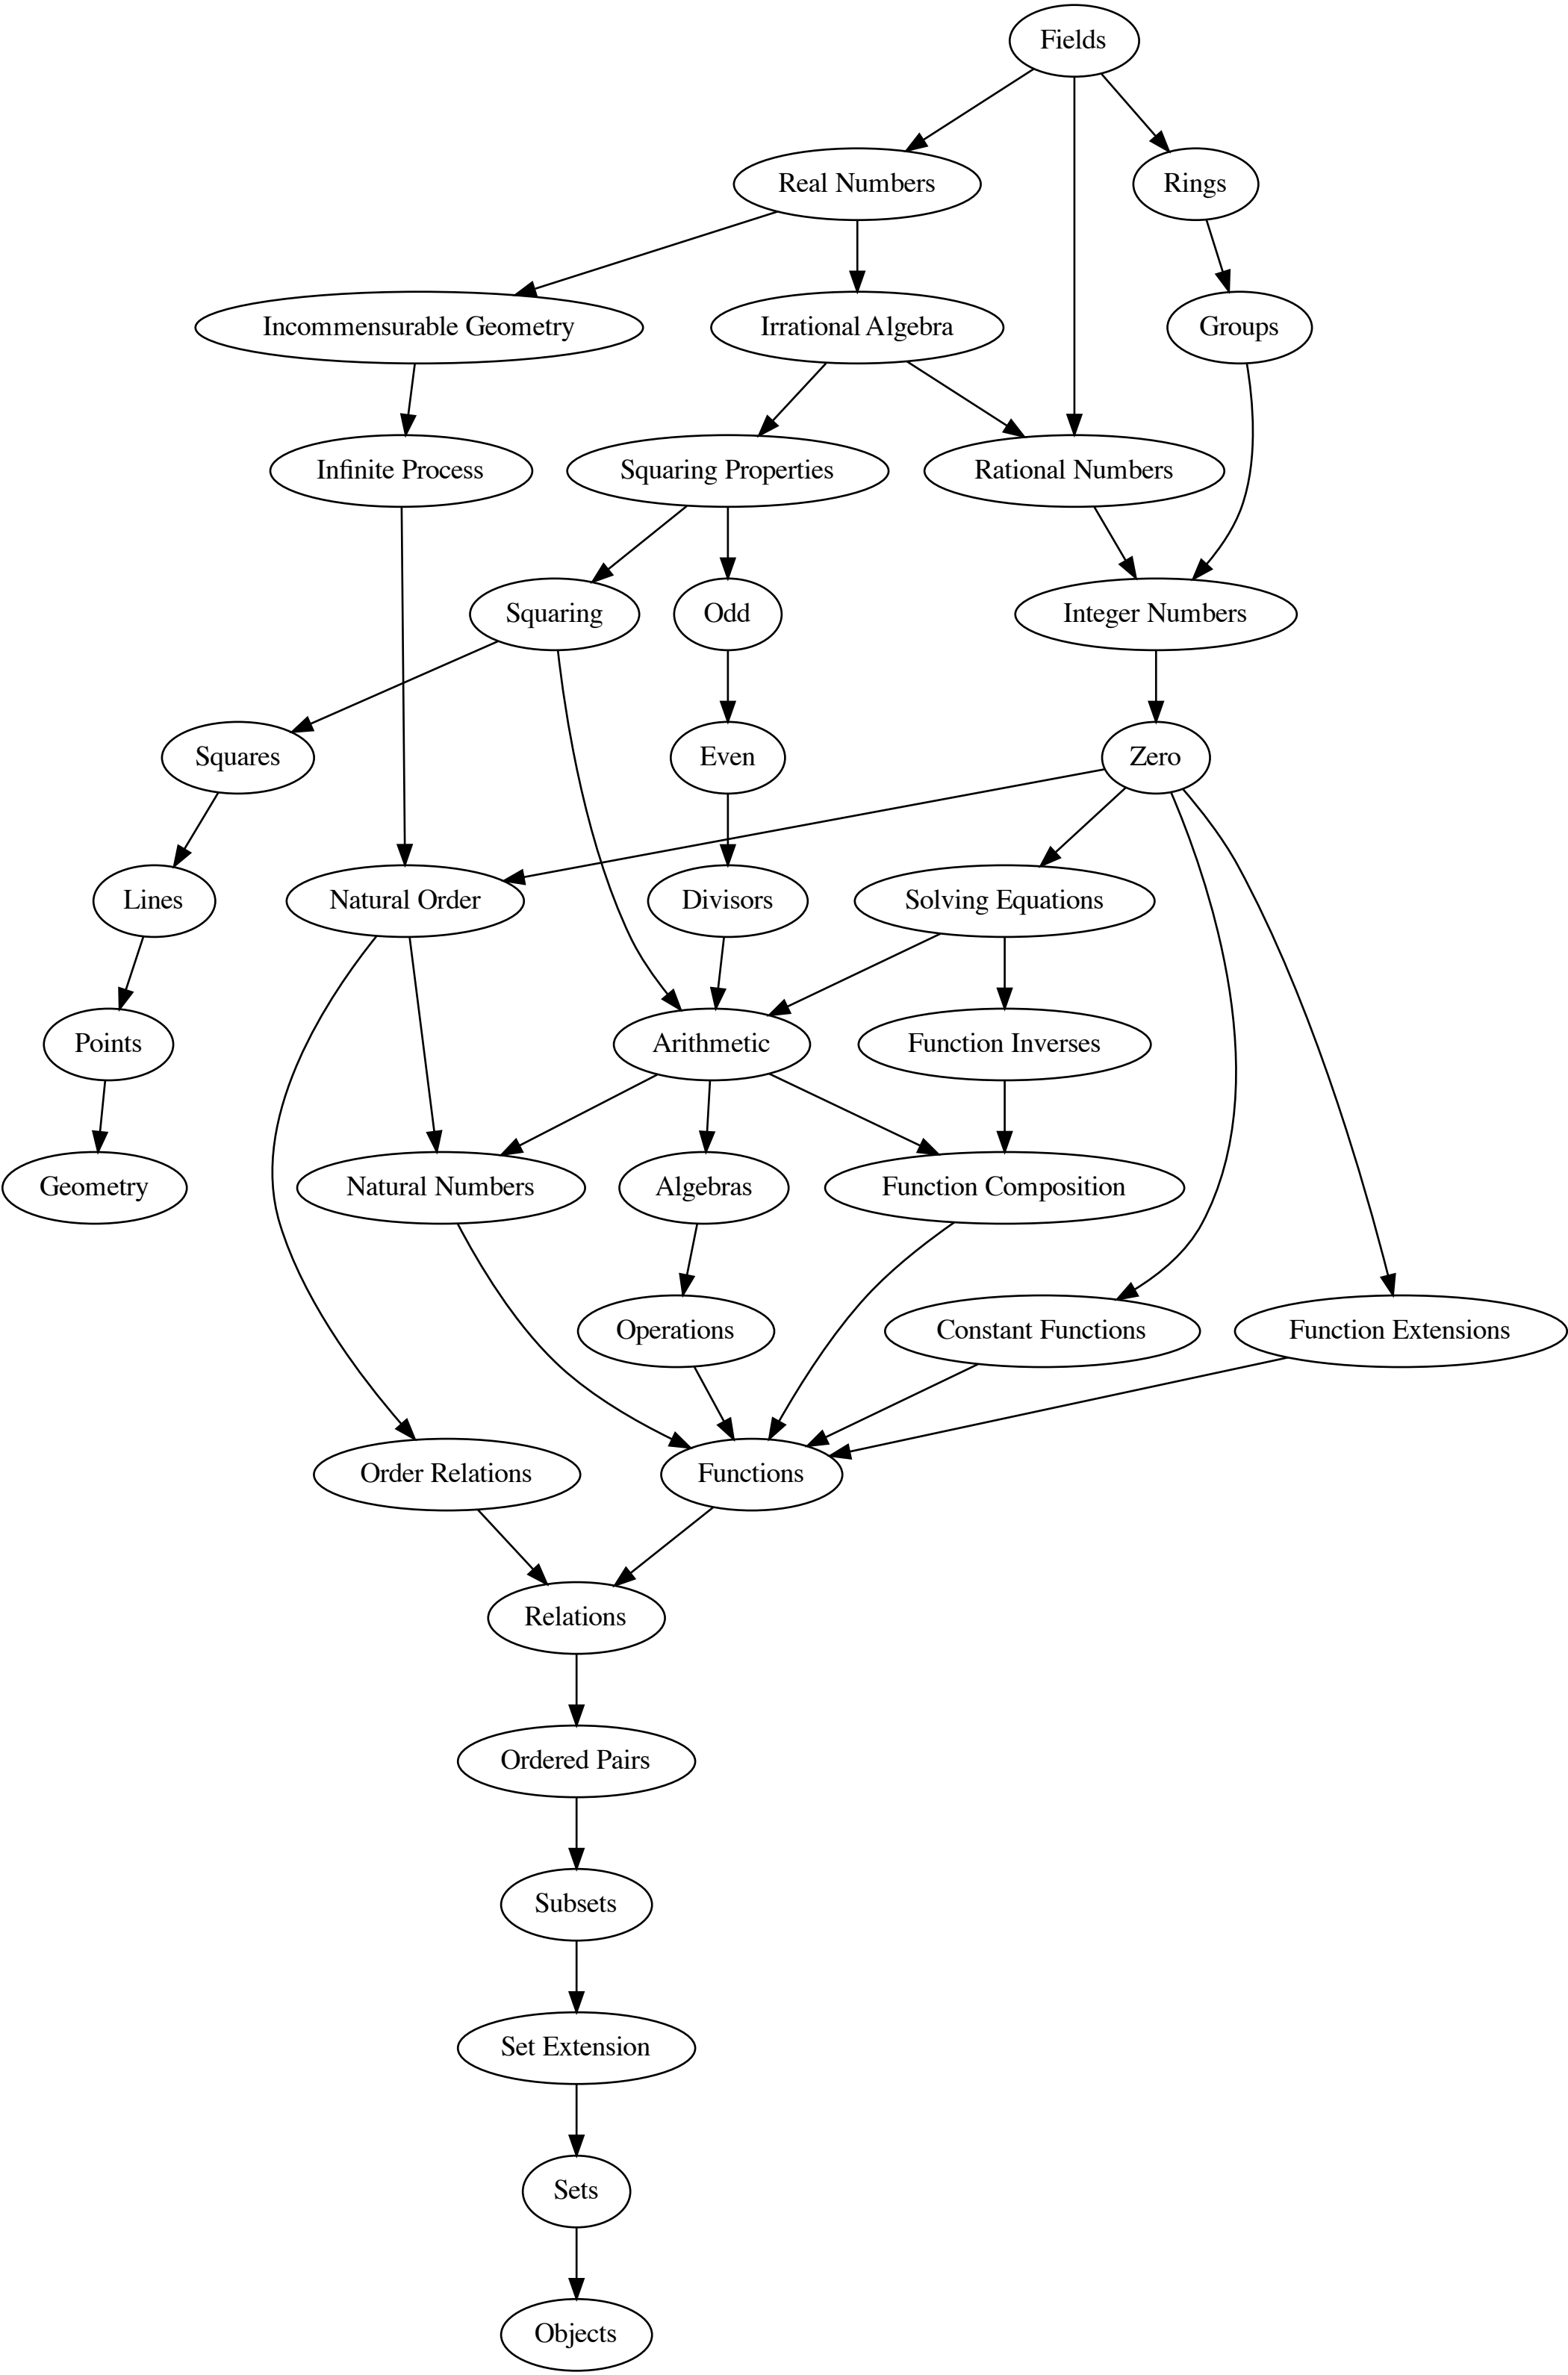 Fields
Real Numbers
Rings
Incommensurable Geometry
Irrational Algebra
Groups
Infinite Process
Squaring Properties
Rational Numbers
Squaring
Odd
Integer Numbers
Squares
Even
Zero
Lines
Natural Order
Divisors
Solving Equations
Points
Arithmetic
Function Inverses
Geometry
Natural Numbers
Algebras
Function Composition
Operations
Constant Functions
Function Extensions
Order Relations
Functions
Relations
Ordered Pairs
Subsets
Set Extension
Sets
Objects